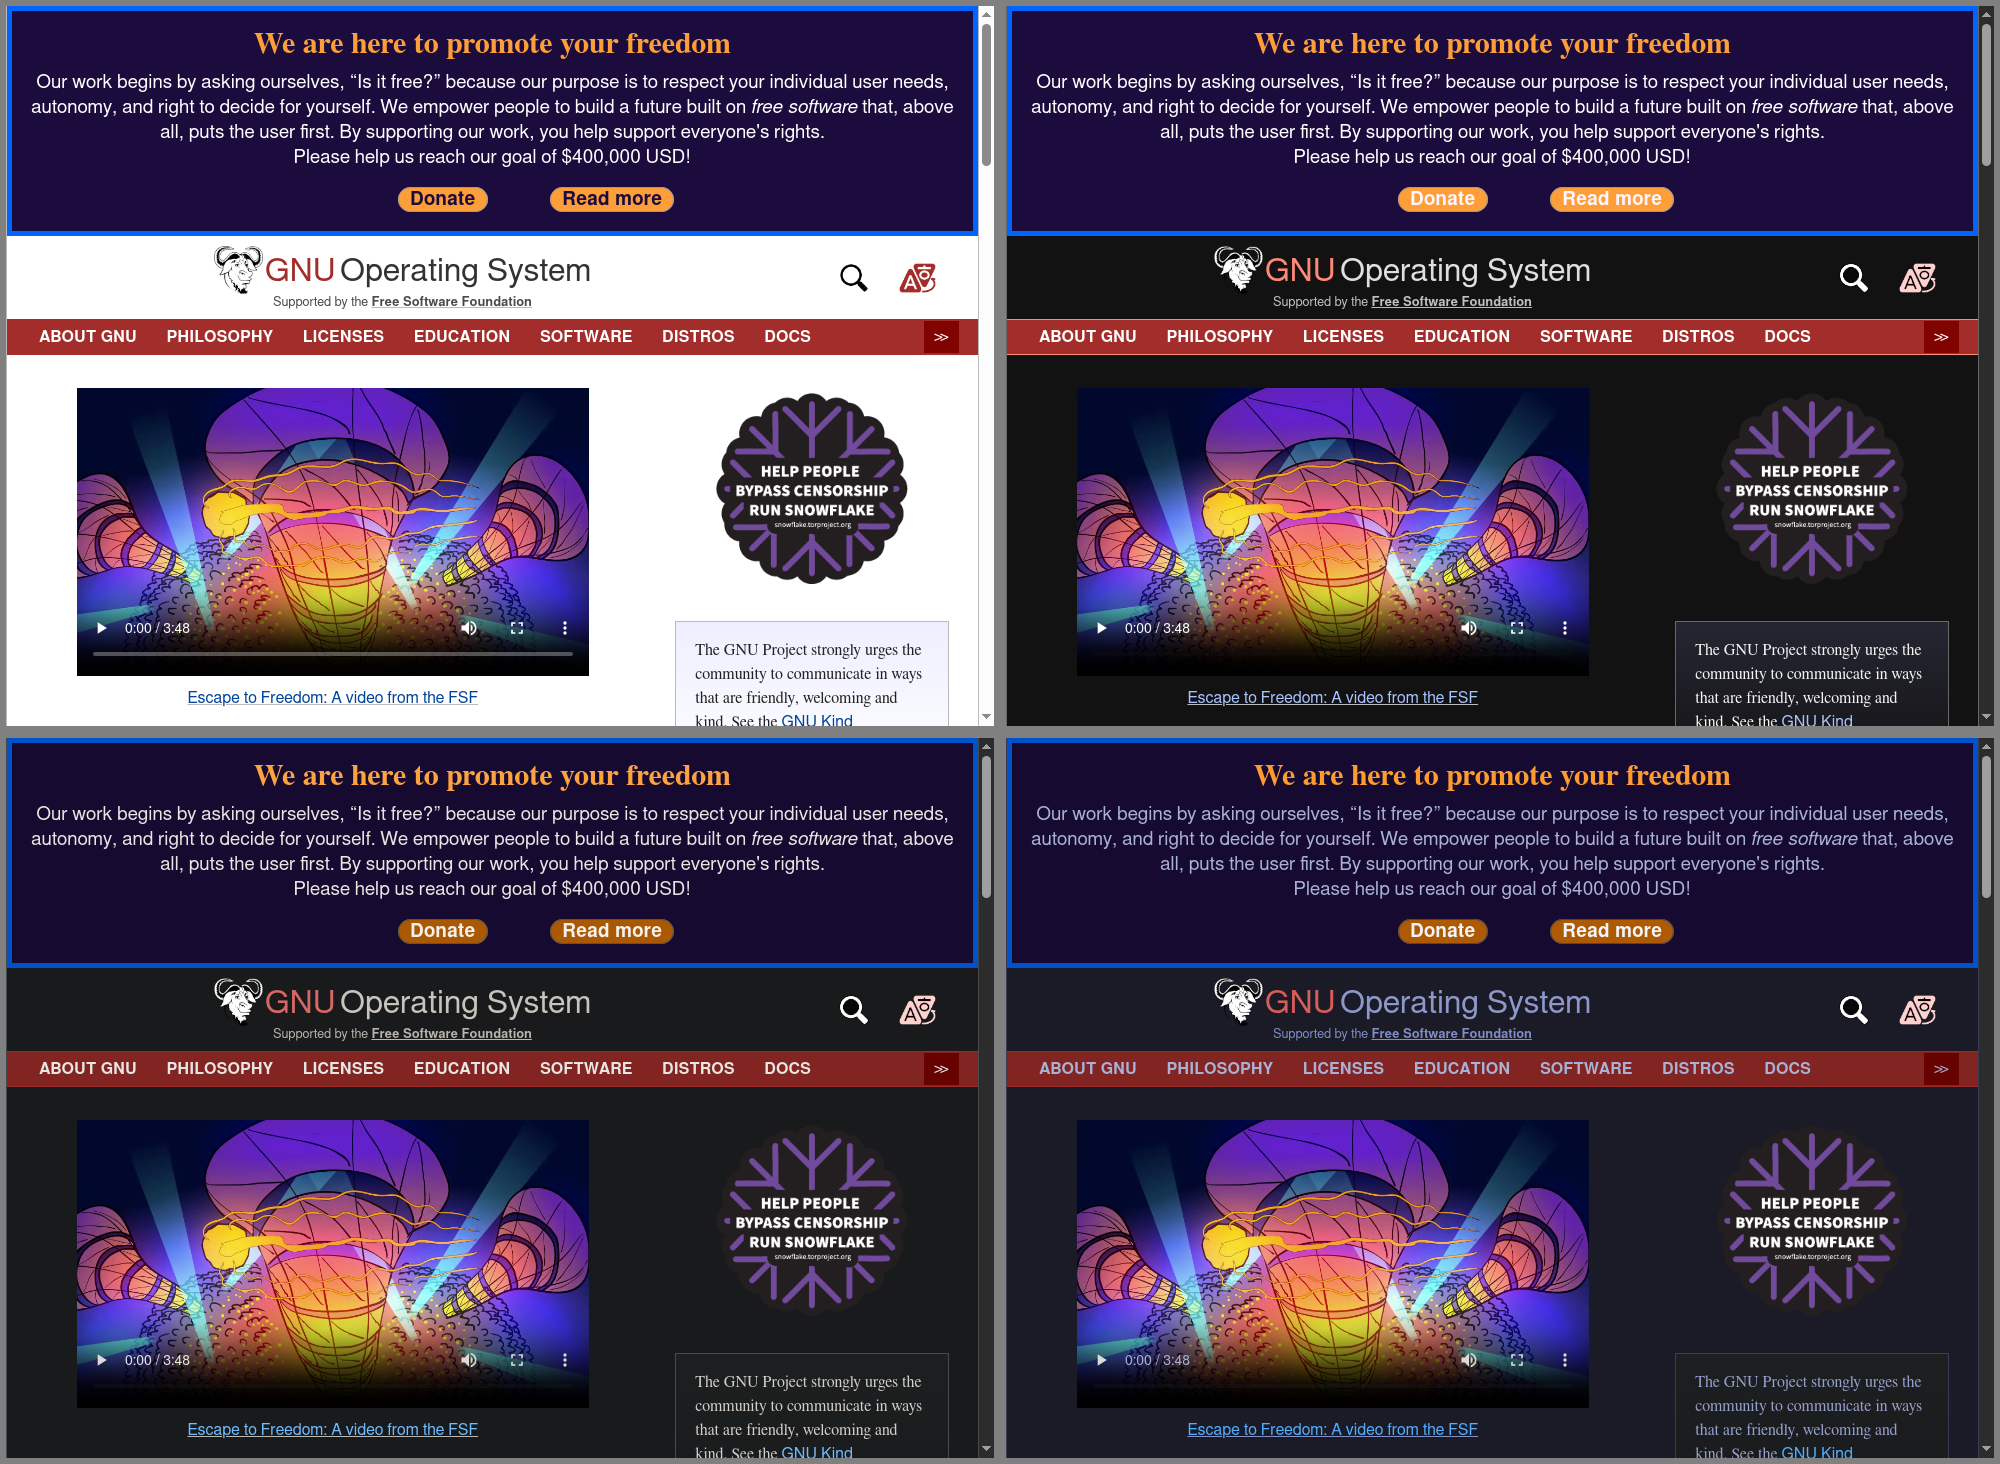 We are here to promote your freedom
Our work begins by asking ourselves, “Is it free?” because our purpose is to respect your individual user needs,
autonomy, and right to decide for yourself. We empower people to build a future built on free software that, above
all, puts the user first. By supporting our work, you help support everyone's rights.
Please help us reach our goal of $400,000 USD!
Donate Read more
GNU Operating System
Supported by the Free Software Foundation
ABOUT GNU PHILOSOPHY LICENSES EDUCATION SOFTWARE DISTROS DOCS >>
HELP PEOPLE
BYPASS CENSORSHIP
RUN SNOWFLAKE
snowflake.torproject.org
0:00 / 3:48
Escape to Freedom: A video from the FSF
The GNU Project strongly urges the
community to communicate in ways
that are friendly, welcoming and
kind. See the GNU Kind
We are here to promote your freedom
Our work begins by asking ourselves, “Is it free?” because our purpose is to respect your individual user needs,
autonomy, and right to decide for yourself. We empower people to build a future built on free software that, above
all, puts the user first. By supporting our work, you help support everyone's rights.
Please help us reach our goal of $400,000 USD!
Donate Read more
GNU Operating System
Supported by the Free Software Foundation
ABOUT GNU PHILOSOPHY LICENSES EDUCATION SOFTWARE DISTROS DOCS >>
HELP PEOPLE
BYPASS CENSORSHIP
RUN SNOWFLAKE
snowflake.torproject.org
0:00 / 3:48
Escape to Freedom: A video from the FSF
The GNU Project strongly urges the
community to communicate in ways
that are friendly, welcoming and
kind. See the GNU Kind
We are here to promote your freedom
Our work begins by asking ourselves, “Is it free?” because our purpose is to respect your individual user needs,
autonomy, and right to decide for yourself. We empower people to build a future built on free software that, above
all, puts the user first. By supporting our work, you help support everyone's rights.
Please help us reach our goal of $400,000 USD!
Donate Read more
GNU Operating System
Supported by the Free Software Foundation
ABOUT GNU PHILOSOPHY LICENSES EDUCATION SOFTWARE DISTROS DOCS >>
HELP PEOPLE
BYPASS CENSORSHIP
RUN SNOWFLAKE
snowflake.torproject.org
0:00 / 3:48
Escape to Freedom: A video from the FSF
The GNU Project strongly urges the
community to communicate in ways
that are friendly, welcoming and
kind. See the GNU Kind
We are here to promote your freedom
Our work begins by asking ourselves, “Is it free?” because our purpose is to respect your individual user needs,
autonomy, and right to decide for yourself. We empower people to build a future built on free software that, above
all, puts the user first. By supporting our work, you help support everyone's rights.
Please help us reach our goal of $400,000 USD!
Donate Read more
GNU Operating System
Supported by the Free Software Foundation
ABOUT GNU PHILOSOPHY LICENSES EDUCATION SOFTWARE DISTROS DOCS >>
HELP PEOPLE
BYPASS CENSORSHIP
RUN SNOWFLAKE
snowflake.torproject.org
0:00 / 3:48
Escape to Freedom: A video from the FSF
The GNU Project strongly urges the
community to communicate in ways
that are friendly, welcoming and
kind. See the GNU Kind